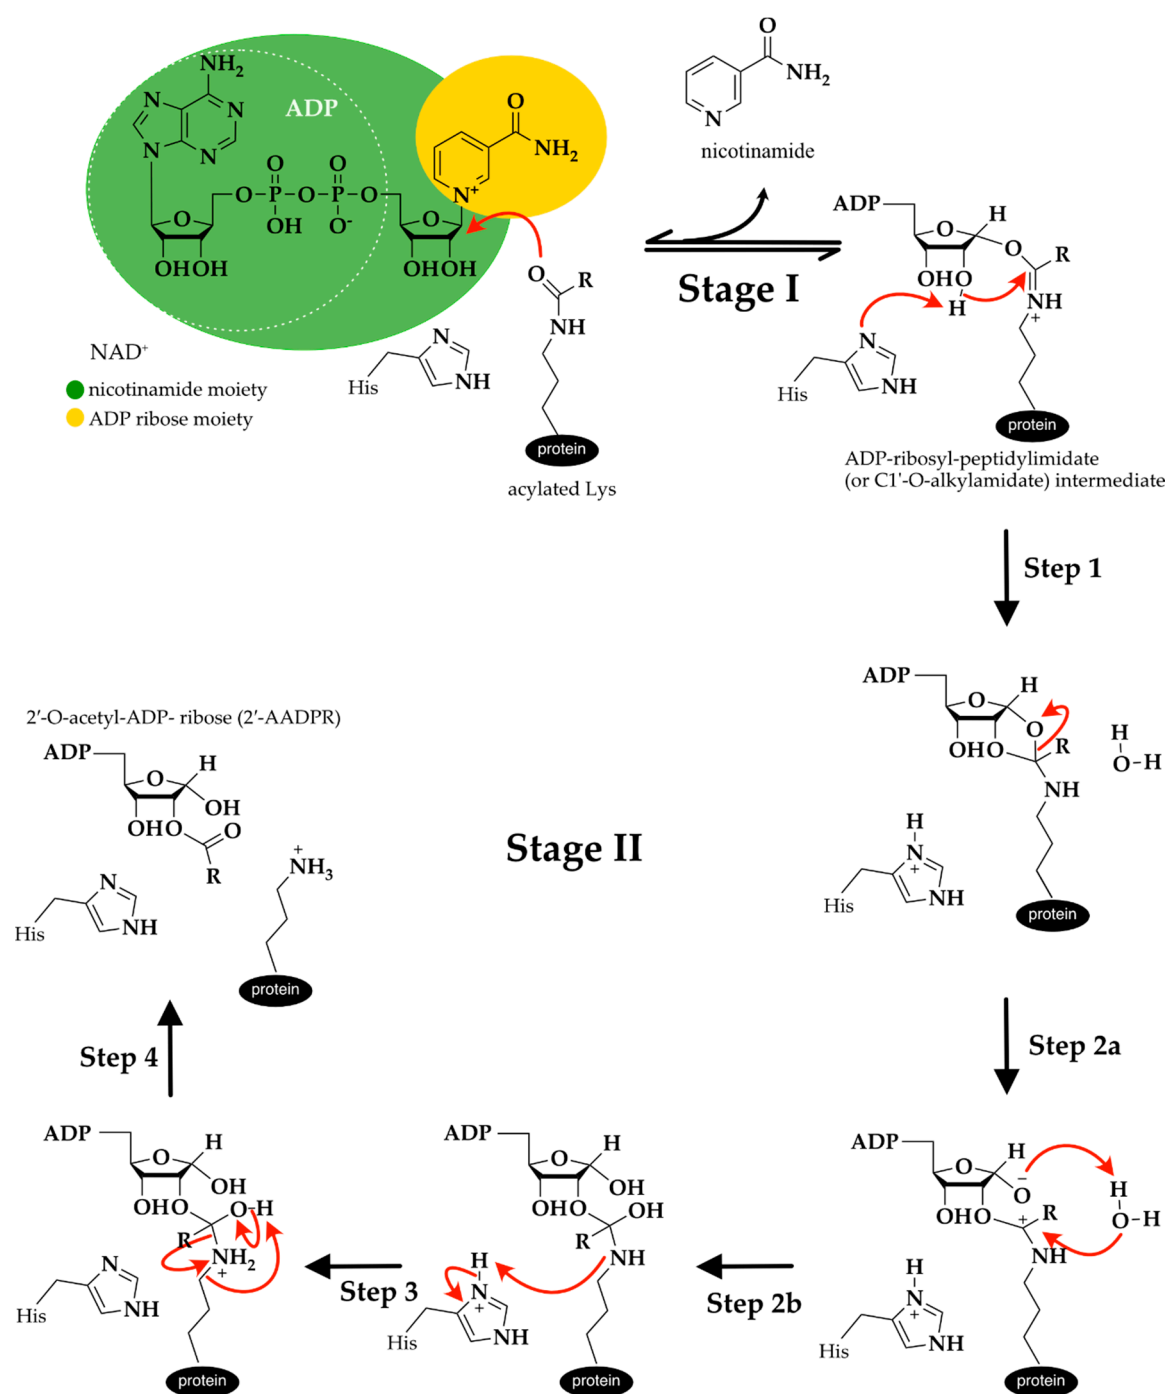 NH₂
N
N
N
N
ADP
O
NH₂
N⁺
O
O
O
P
O
P
O
OH
O⁻
O
OHOH
O
OHOH
NAD⁺
nicotinamide moiety
ADP ribose moiety
O
R
NH
N
NH
His
protein
acylated Lys
O
NH₂
N
nicotinamide
Stage I
ADP
O
H
O
R
OHO
H
NH
+
N
NH
His
protein
ADP-ribosyl-peptidylimidate
(or C1'-O-alkylamidate) intermediate
Step 1
ADP
O
H
O
OHO
R
NH
H
O-H
H
N
+
NH
His
protein
Step 2a
ADP
O
H
O⁻
OHO
R
+
NH
H
O-H
H
N
+
NH
His
protein
Step 2b
ADP
O
H
OH
OHO
OH
R
NH
H
N
+
NH
His
protein
Step 3
ADP
O
H
OH
OHO
O-H
R
NH₂
+
N
NH
His
protein
Step 4
2′-O-acetyl-ADP- ribose (2′-AADPR)
ADP
O
H
OH
OHO
O
R
+
NH₃
N
NH
His
protein
Stage II